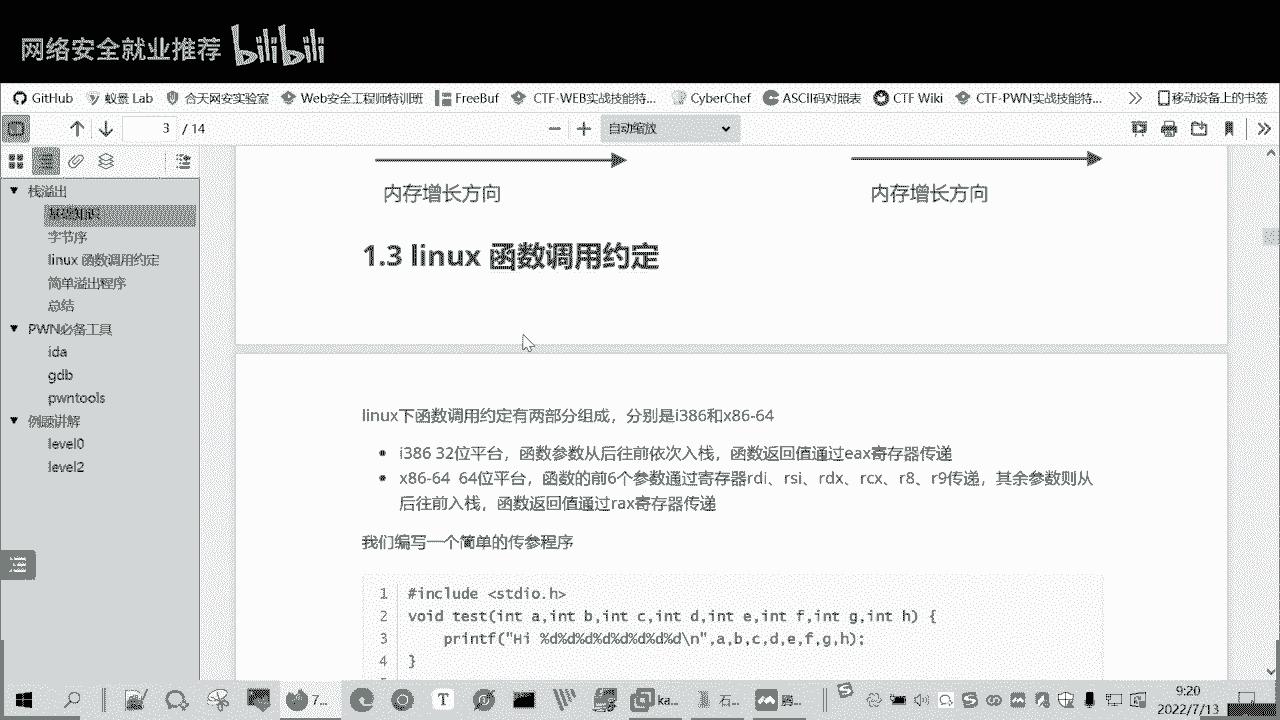 网络安全就业推荐 bilibili
GitHub 蚁景 Lab 合天网安实验室 Web安全工程师特训班 FreeBuf CTF-WEB实战技能特... CyberChef ASCII码对照表 CTF Wiki CTF-PWN实战技能特... 移动设备上的书签
3 / 14 自动缩放
内存增长方向 内存增长方向
栈溢出
基础知识
字节序
linux 函数调用约定
简单溢出程序
总结
PWN必备工具
ida
gdb
pwntools
例题讲解
level0
level2
1.3 linux 函数调用约定
linux下函数调用约定有两部分组成，分别是i386和x86-64
i386 32位平台，函数参数从后往前依次入栈，函数返回值通过eax寄存器传递
x86-64 64位平台，函数的前6个参数通过寄存器rdi、rsi、rdx、rcx、r8、r9传递，其余参数则从
后往前入栈，函数返回值通过rax寄存器传递
我们编写一个简单的传参程序
1 #include <stdio.h>
2 void test(int a,int b,int c,int d,int e,int f,int g,int h) {
3 printf("Hi %d%d%d%d%d%d%d%d\n",a,b,c,d,e,f,g,h);
4 }
7... ka... 石... 腾...
9:20
2022/7/13